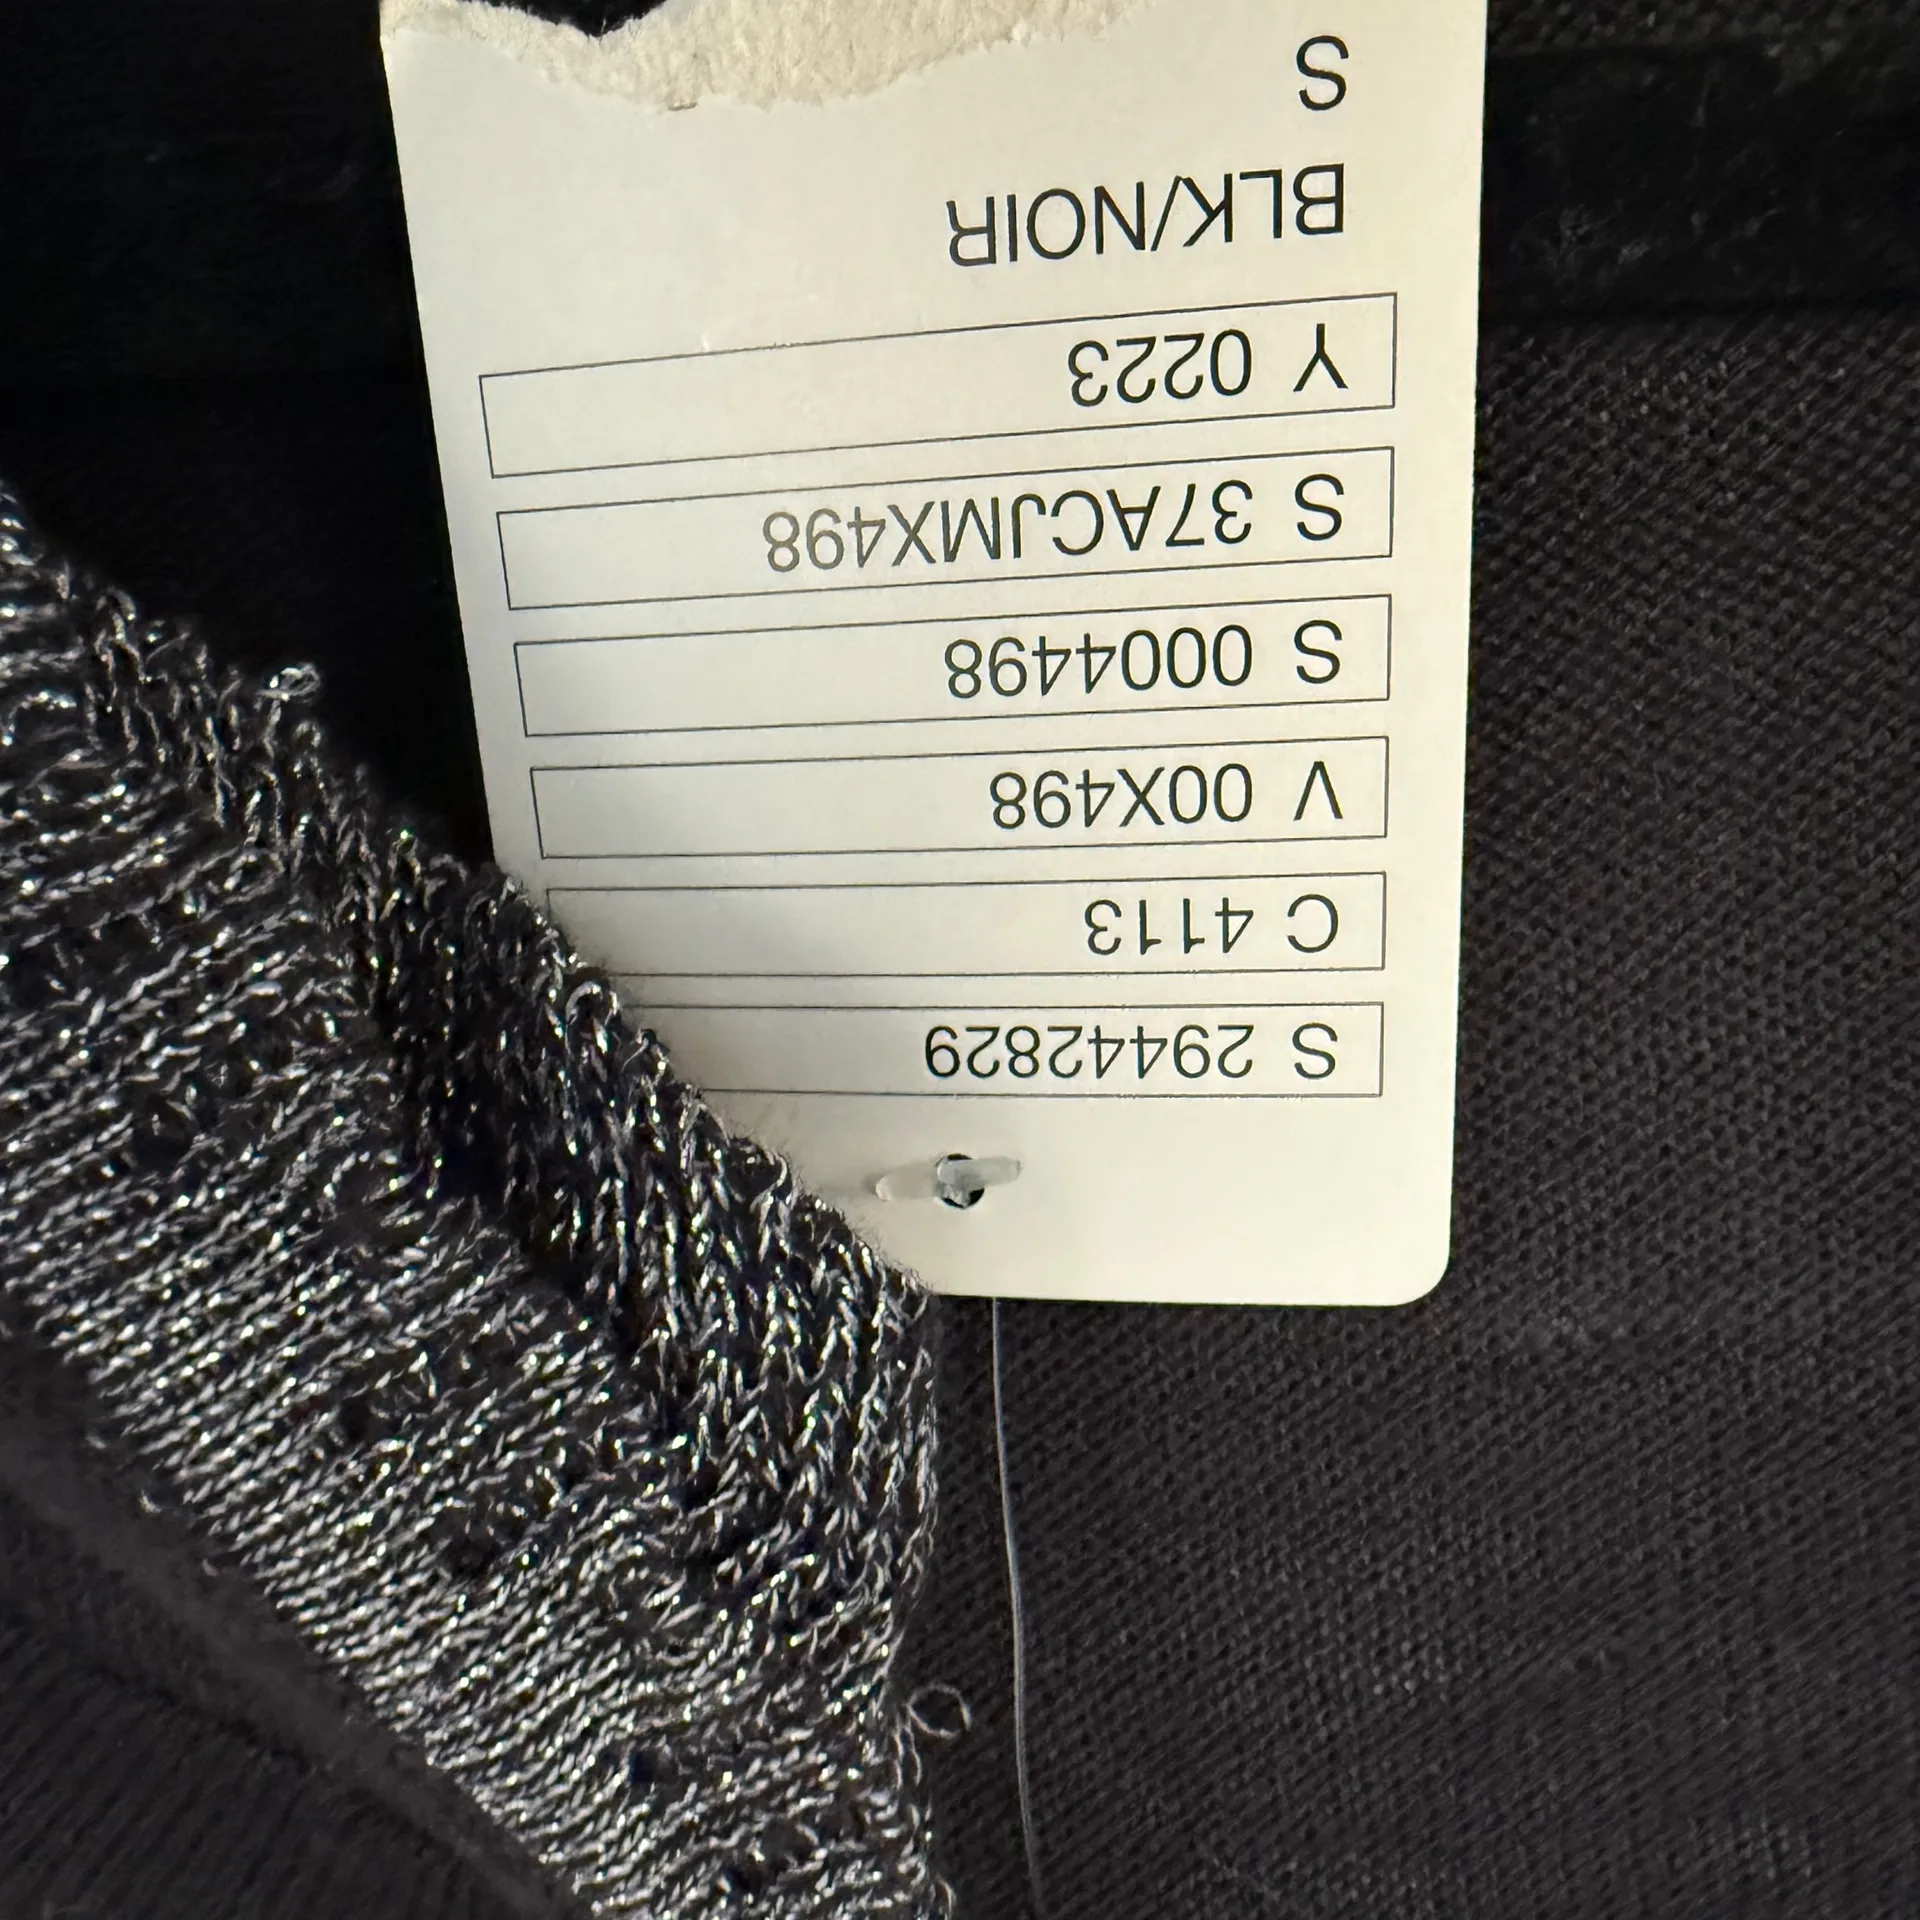 S 29442829
C 4113
V 00X498
S 0004498
S 37ACJMX498
Y 0223
BLK/NOIR
S